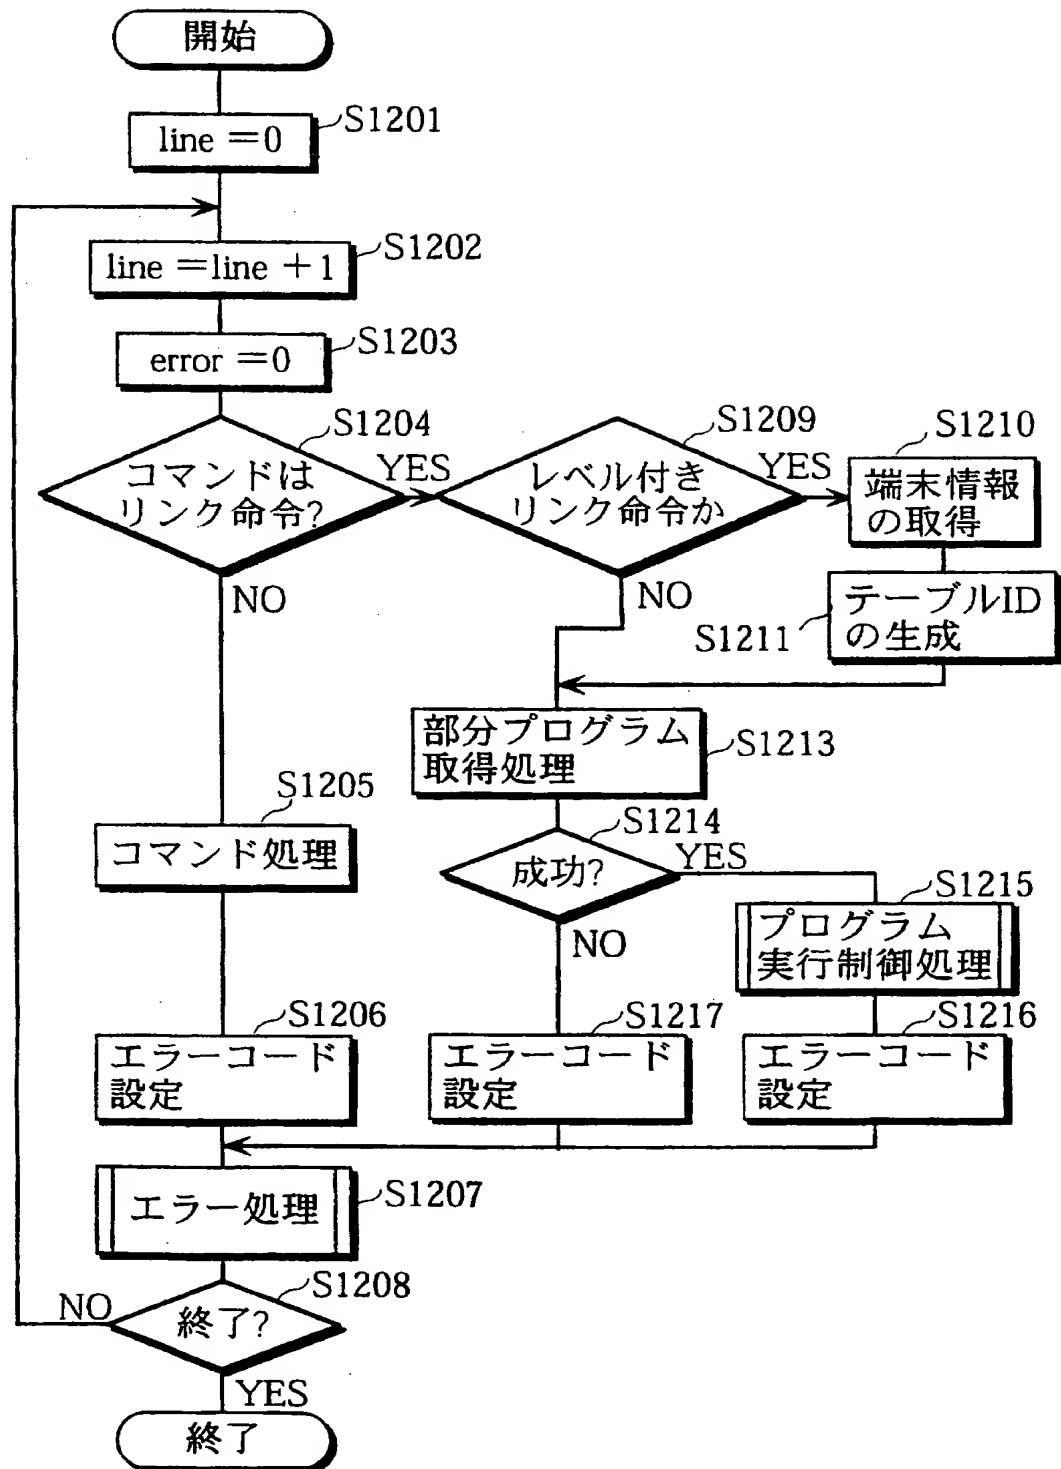 開始
S1201
line =0
S1202
line =line +1
S1203
error =0
S1204
コマンドは
リンク命令?
YES
NO
S1209
レベル付き
リンク命令か
YES
NO
S1210
端末情報
の取得
S1211
テーブルID
の生成
部分プログラム
取得処理
S1213
S1205
コマンド処理
S1214
成功?
YES
NO
S1215
プログラム
実行制御処理
S1206
エラーコード
設定
S1217
エラーコード
設定
S1216
エラーコード
設定
エラー処理
S1207
S1208
終了?
NO
YES
終了